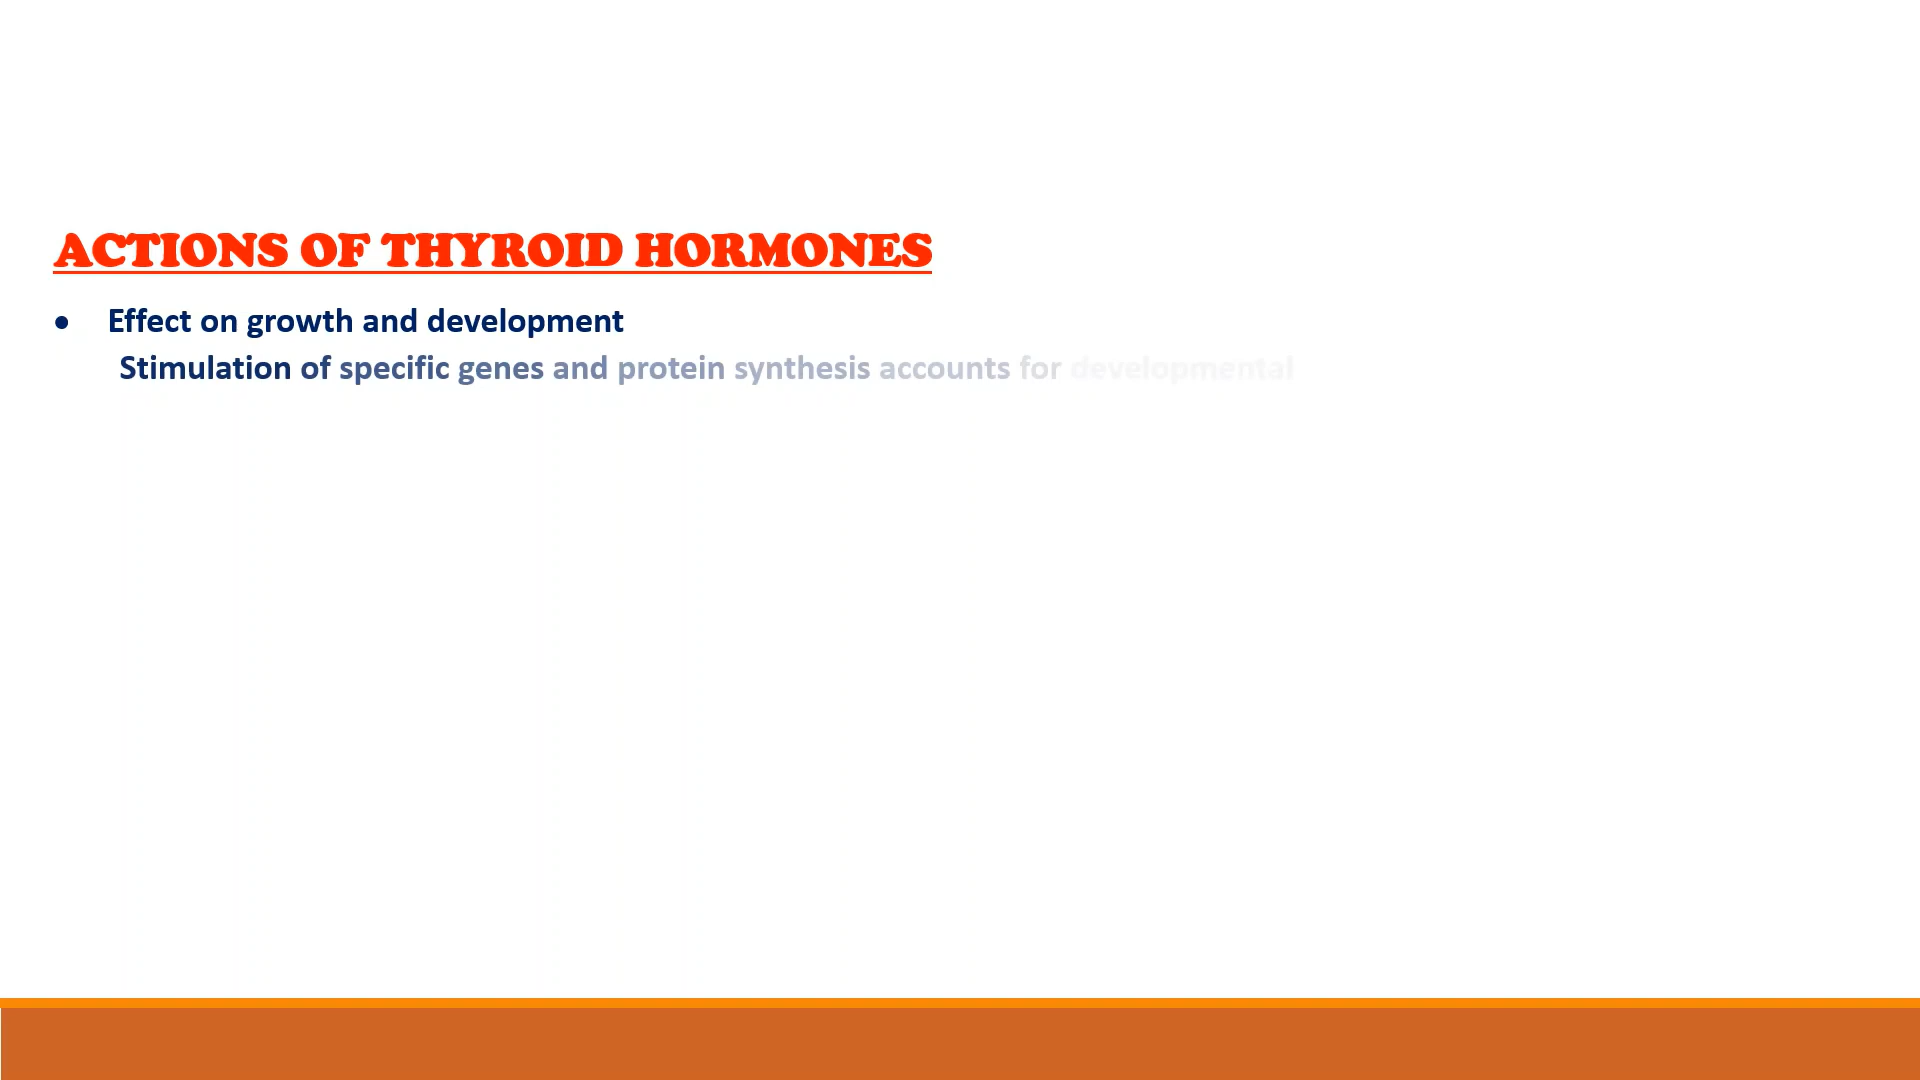 ACTIONS OF THYROID HORMONES
• Effect on growth and development
Stimulation of specific genes and protein synthesis accounts for developmental